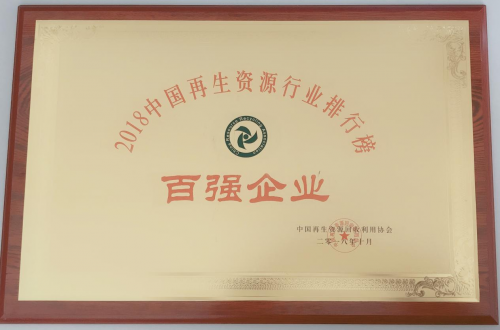 2018中国再生资源行业排行榜
百强企业
中国再生资源回收利用协会
二〇一八年十月